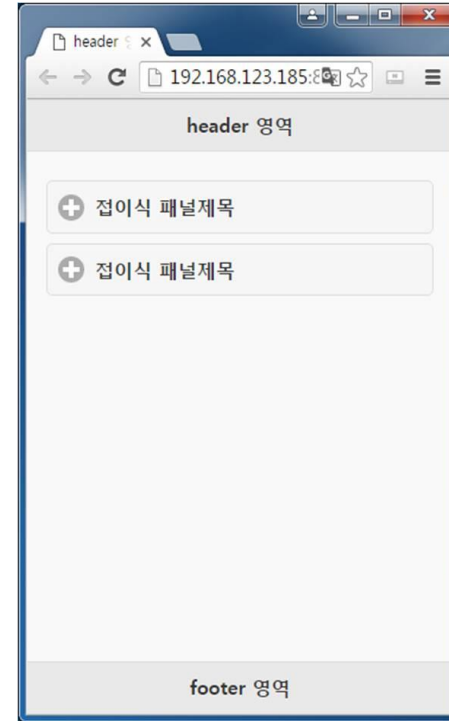 header
192.168.123.185:8
header 영역
접이식 패널제목
접이식 패널제목
footer 영역